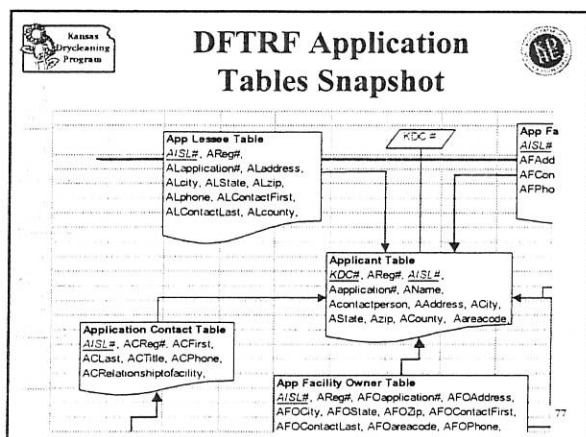 Kansas
Drycleaning
Program
DFTRF Application
Tables Snapshot
KDHE
App Lessee Table
AISL#, AReg#,
ALapplication#, ALaddress,
ALcity, ALState, ALzip,
ALphone, ALContactFirst,
ALContactLast, ALcounty,
KDC #
App Fa
AISL#
AFAdd
AFCon
AFPho
Applicant Table
KDC#, AReg#, AISL#,
Aapplication#, AName,
Acontactperson, AAddress, ACity,
AState, Azip, ACounty, Aareacode,
Application Contact Table
AISL#, ACReg#, ACFirst,
ACLast, ACTitle, ACPhone,
ACRelationshiptofacility,
App Facility Owner Table
AISL#, AReg#, AFOapplication#, AFOAddress,
AFOCity, AFOState, AFOZip, AFOContactFirst,
AFOContactLast, AFOareacode, AFOPhone,
77